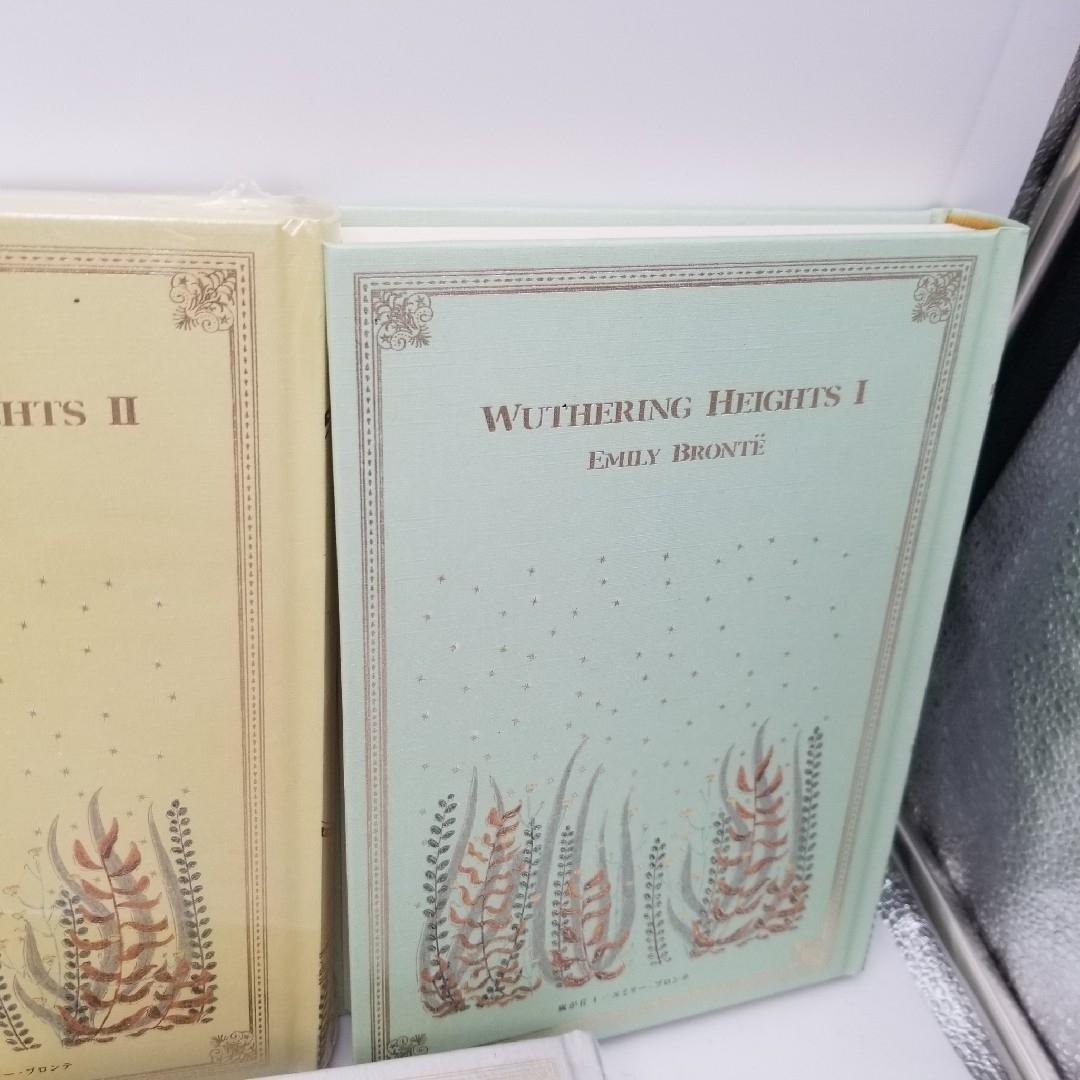 GHTS II
ー・ブロンテ
WUTHERING HEIGHTS I
EMILY BRONTË
嵐が丘 I エミリー・ブロンテ